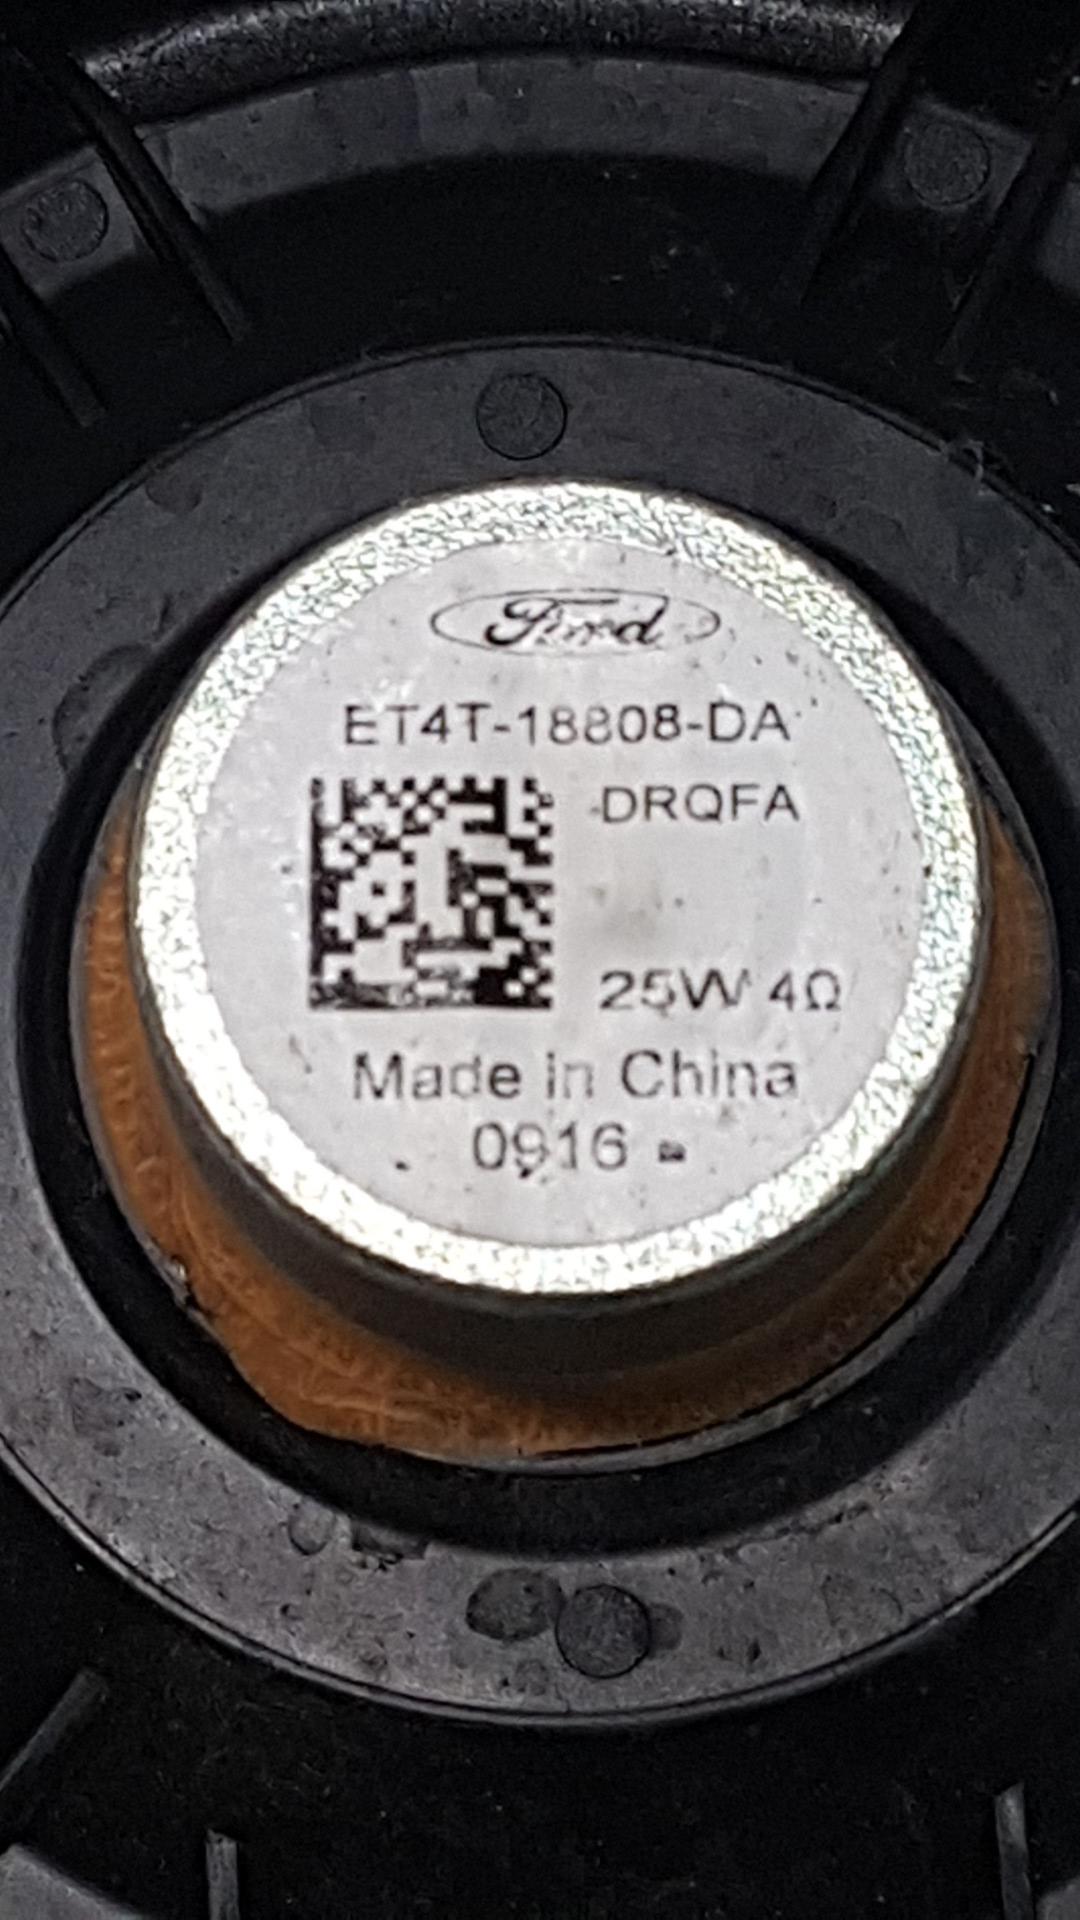 Ford
ET4T-18808-DA
DRQFA
25W 4Ω
Made in China
0916